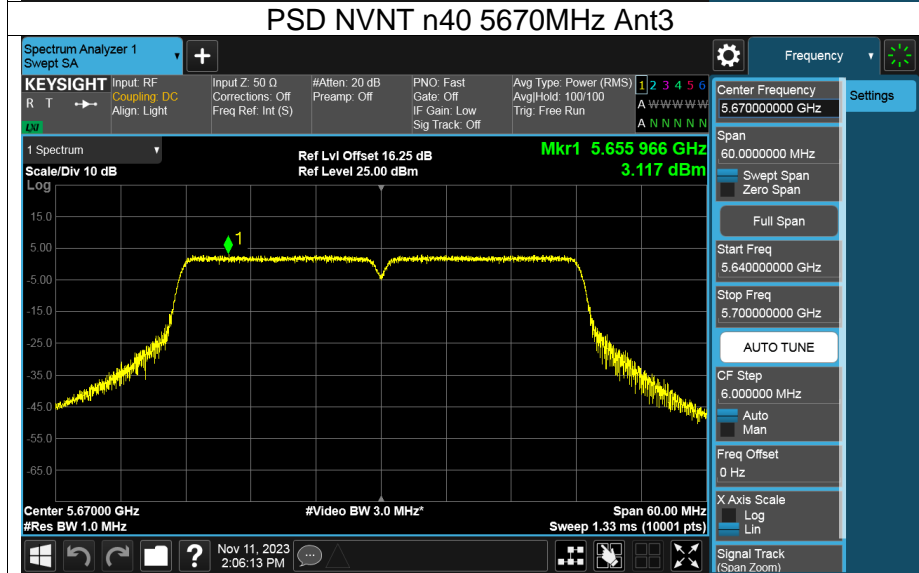 PSD NVNT n40 5670MHz Ant3
Spectrum Analyzer 1
Swept SA
Frequency
KEYSIGHT
R T
LXI
Input: RF
Coupling: DC
Align: Light
Input Z: 50 Ω
Corrections: Off
Freq Ref: Int (S)
#Atten: 20 dB
Preamp: Off
PNO: Fast
Gate: Off
IF Gain: Low
Sig Track: Off
Avg Type: Power (RMS)
Avg|Hold: 100/100
Trig: Free Run
1 2 3 4 5 6
A W W W W W
A N N N N N
1 Spectrum
Scale/Div 10 dB
Log
Ref Lvl Offset 16.25 dB
Ref Level 25.00 dBm
Mkr1 5.655 966 GHz
3.117 dBm
1
15.0
5.00
-5.00
-15.0
-25.0
-35.0
-45.0
-55.0
-65.0
Center 5.67000 GHz
#Res BW 1.0 MHz
#Video BW 3.0 MHz*
Span 60.00 MHz
Sweep 1.33 ms (10001 pts)
Nov 11, 2023
2:06:13 PM
Center Frequency
5.670000000 GHz
Settings
Span
60.0000000 MHz
Swept Span
Zero Span
Full Span
Start Freq
5.640000000 GHz
Stop Freq
5.700000000 GHz
AUTO TUNE
CF Step
6.000000 MHz
Auto
Man
Freq Offset
0 Hz
X Axis Scale
Log
Lin
Signal Track
(Span Zoom)